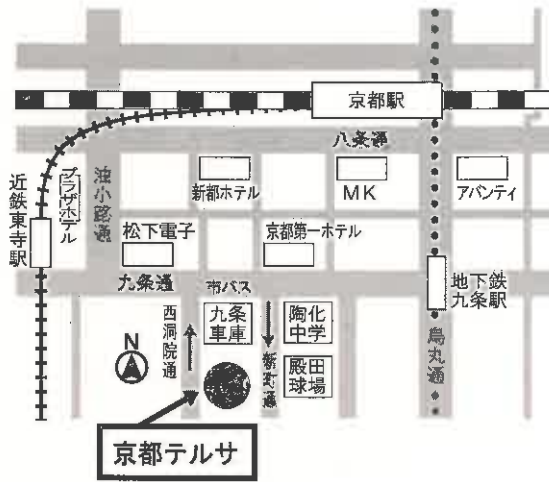 京都駅
八条通
新都ホテル
MK
アバンティ
近鉄東寺駅
プラザホテル
油小路通
松下電子
京都第一ホテル
九条通
市バス
地下鉄
九条駅
西洞院通
九条
車庫
新町通
陶化
中学
殿田
球場
烏丸通
N
京都テルサ